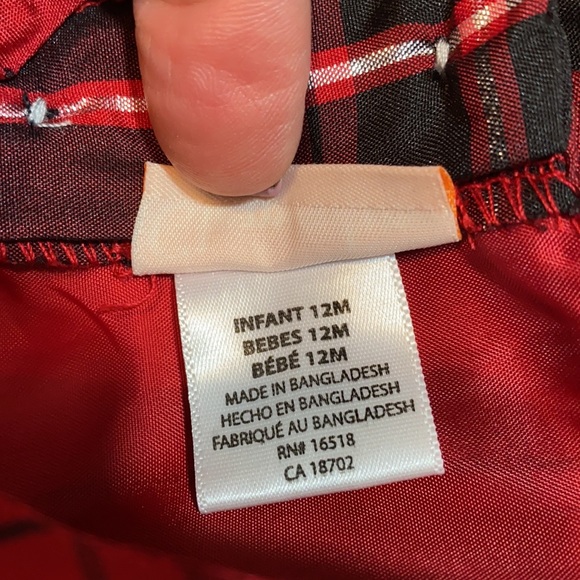 INFANT 12M
BEBES 12M
BÉBÉ 12M
MADE IN BANGLADESH
HECHO EN BANGLADESH
FABRIQUÉ AU BANGLADESH
RN# 16518
CA 18702